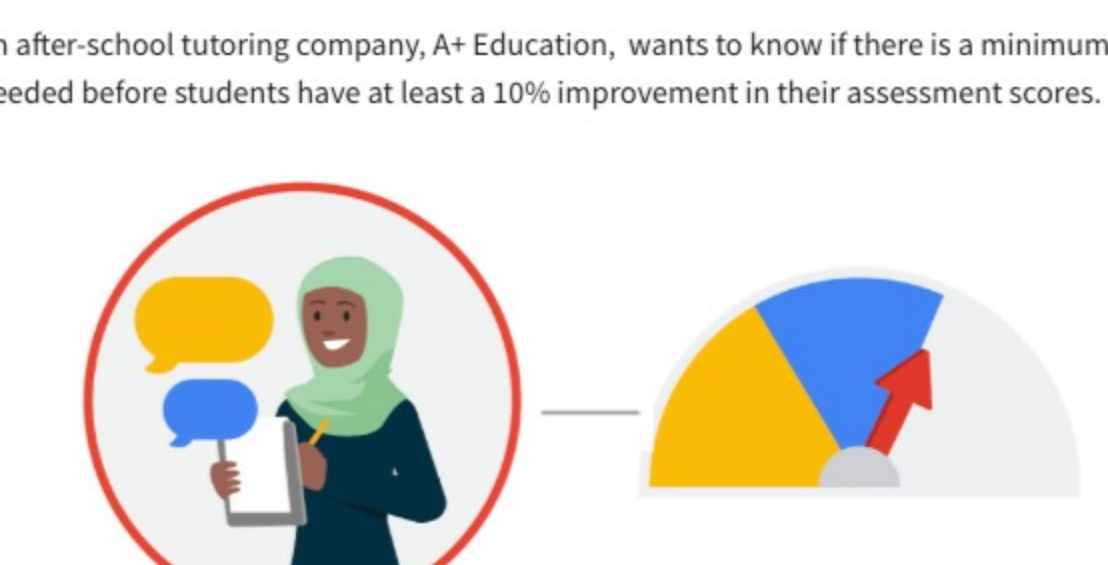 n after-school tutoring company, A+ Education, wants to know if there is a minimum
eeded before students have at least a 10% improvement in their assessment scores.